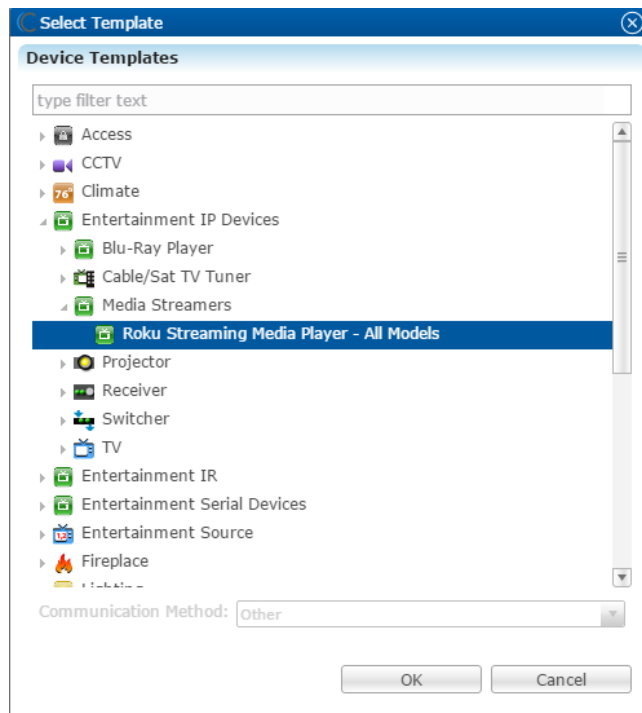 Select Template
Device Templates
type filter text
Access
CCTV
76°
Climate
Entertainment IP Devices
Blu-Ray Player
Cable/Sat TV Tuner
Media Streamers
Roku Streaming Media Player - All Models
Projector
Receiver
Switcher
TV
Entertainment IR
Entertainment Serial Devices
1,2
Entertainment Source
Fireplace
Communication Method: Other
OK Cancel